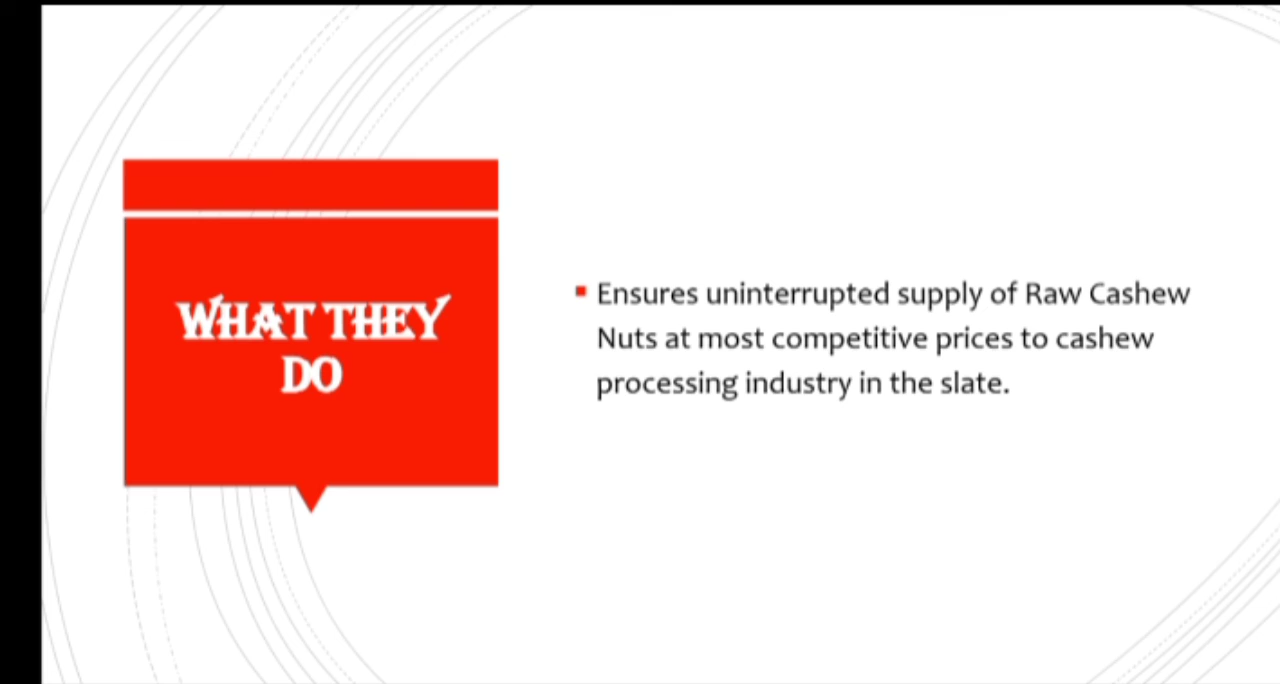 WHAT THEY
DO
Ensures uninterrupted supply of Raw Cashew
Nuts at most competitive prices to cashew
processing industry in the slate.